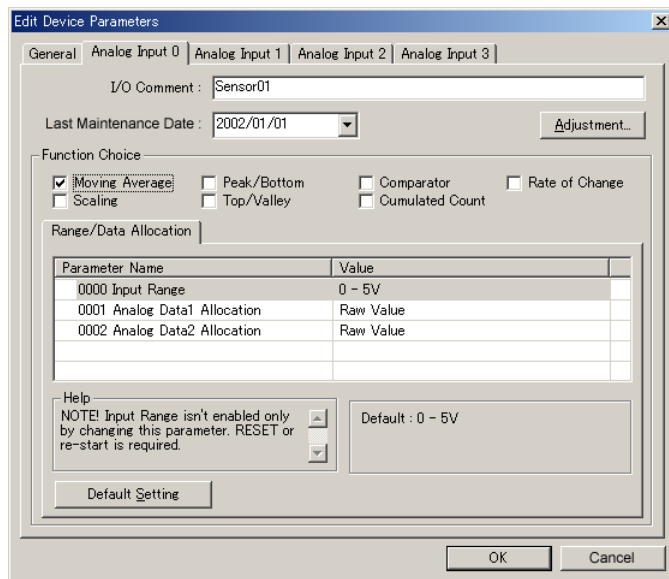 Edit Device Parameters
General Analog Input 0 Analog Input 1 Analog Input 2 Analog Input 3
I/O Comment : Sensor01
Last Maintenance Date : 2002/01/01 Adjustment...
Function Choice
Moving Average Peak/Bottom Comparator Rate of Change
Scaling Top/Valley Cumulated Count
Range/Data Allocation
Parameter Name Value
0000 Input Range 0 - 5V
0001 Analog Data1 Allocation Raw Value
0002 Analog Data2 Allocation Raw Value
Help
NOTE! Input Range isn't enabled only
by changing this parameter. RESET or
re-start is required.
Default : 0 - 5V
Default Setting
OK Cancel